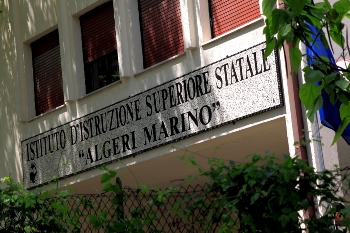 ISTITUTO D'ISTRUZIONE SUPERIORE STATALE
"ALGERI MARINO"